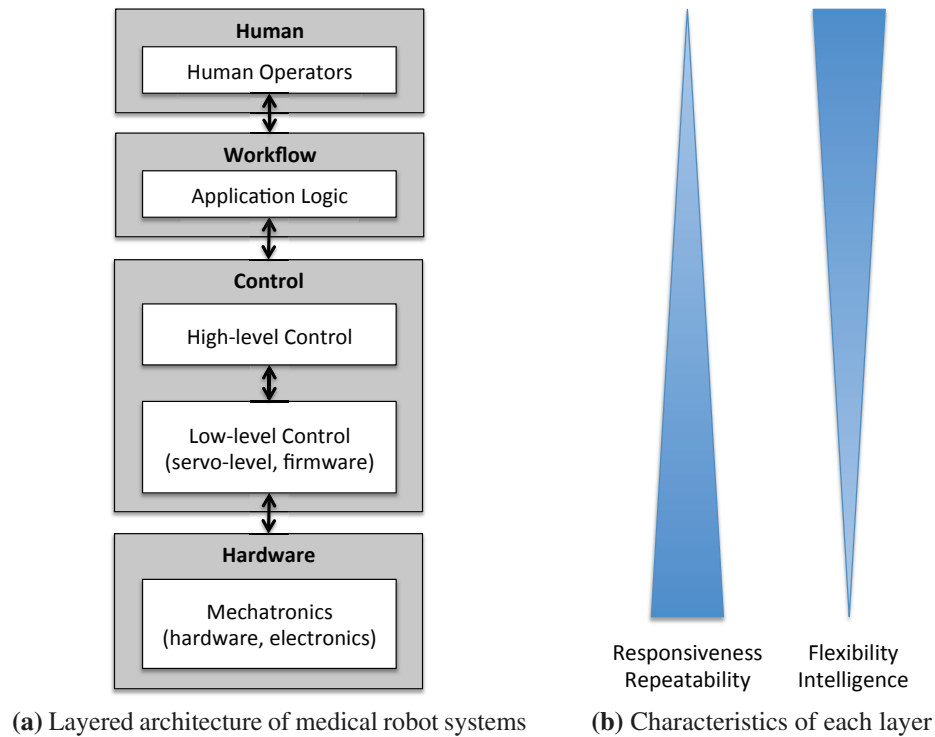 Human
Human Operators
Workflow
Application Logic
Control
High-level Control
Low-level Control
(servo-level, firmware)
Hardware
Mechatronics
(hardware, electronics)
(a) Layered architecture of medical robot systems
Responsiveness
Repeatability
Flexibility
Intelligence
(b) Characteristics of each layer